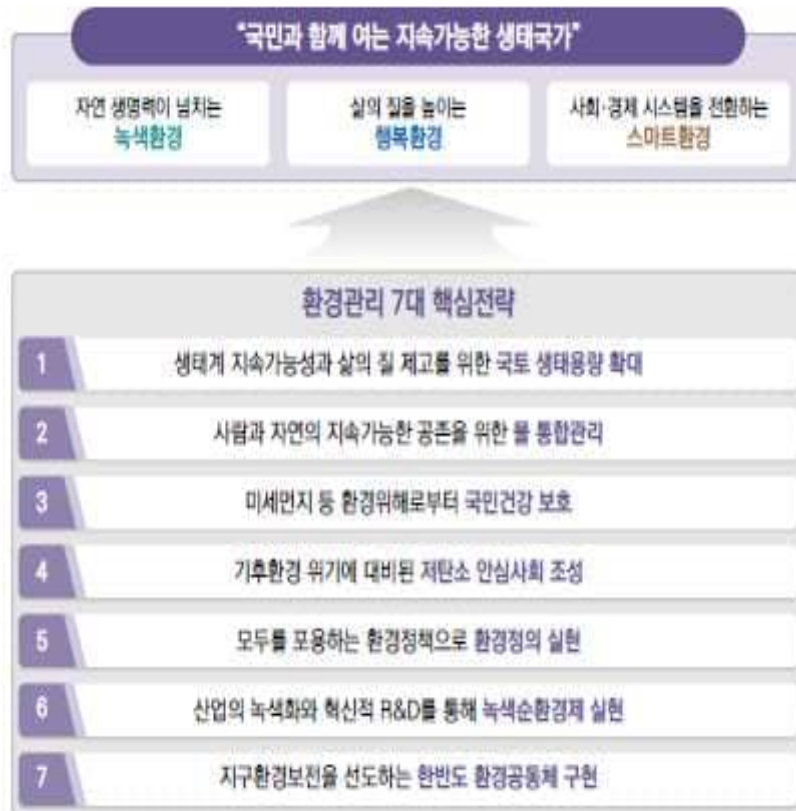 "국민과 함께 여는 지속가능한 생태국가"
자연 생명력이 넘치는
녹색환경
삶의 질을 높이는
행복환경
사회·경제 시스템을 전환하는
스마트환경
환경관리 7대 핵심전략
1 생태계 지속가능성과 삶의 질 제고를 위한 국토 생태용량 확대
2 사람과 자연의 지속가능한 공존을 위한 물 통합관리
3 미세먼지 등 환경위해로부터 국민건강 보호
4 기후환경 위기에 대비된 저탄소 안심사회 조성
5 모두를 포용하는 환경정책으로 환경정의 실현
6 산업의 녹색화와 혁신적 R&D를 통해 녹색순환경제 실현
7 지구환경보전을 선도하는 한반도 환경공동체 구현